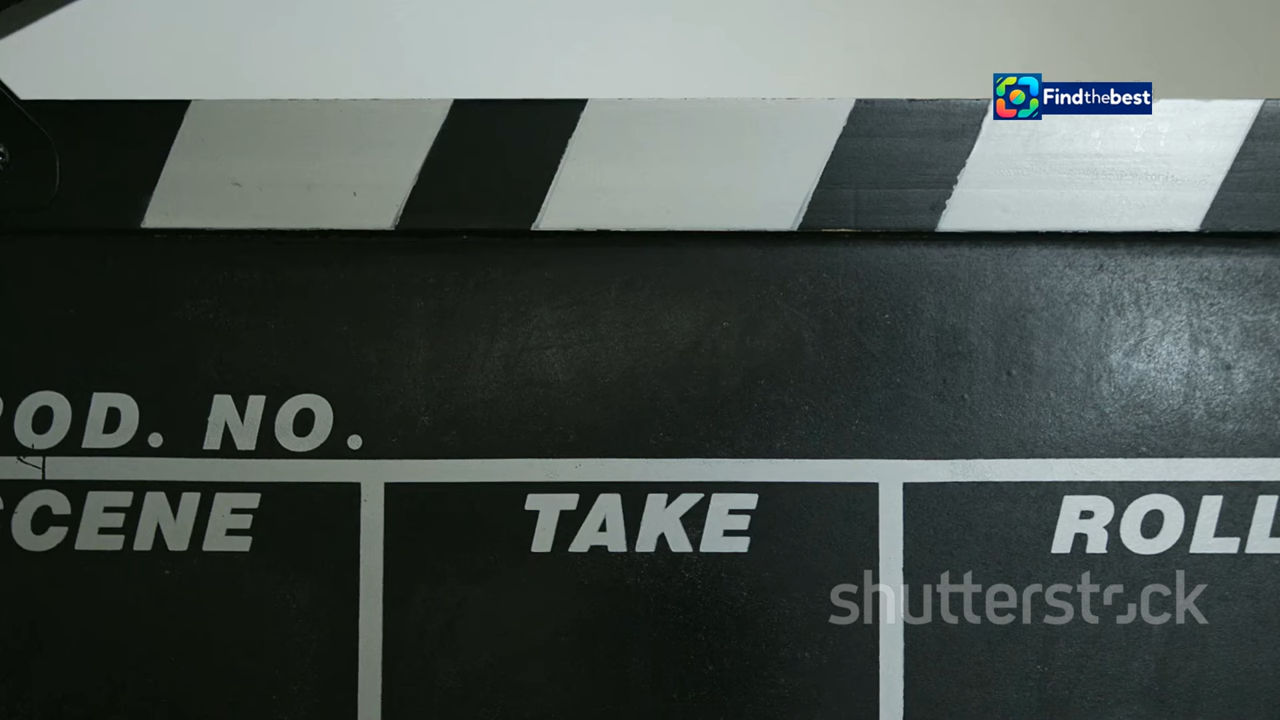 Findthebest
OD. NO.
CENE
TAKE
ROLL
shutterstock